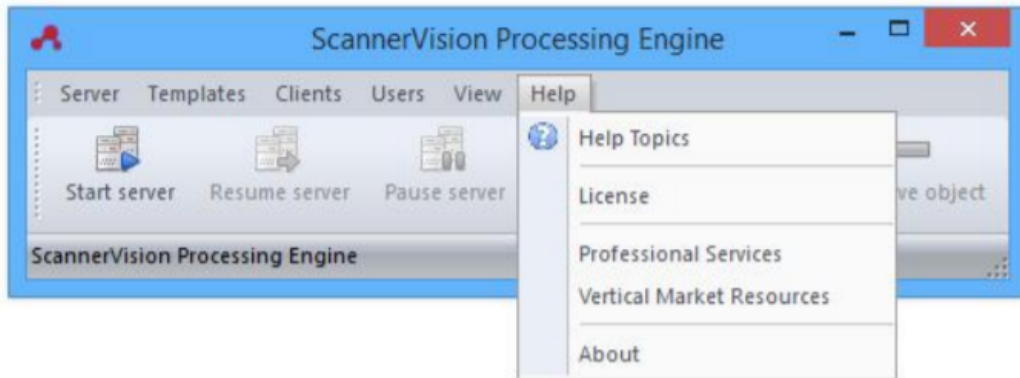 ScannerVision Processing Engine
Server Templates Clients Users View Help
Help Topics
Start server Resume server Pause server ve object
License
ScannerVision Processing Engine
Professional Services
Vertical Market Resources
About